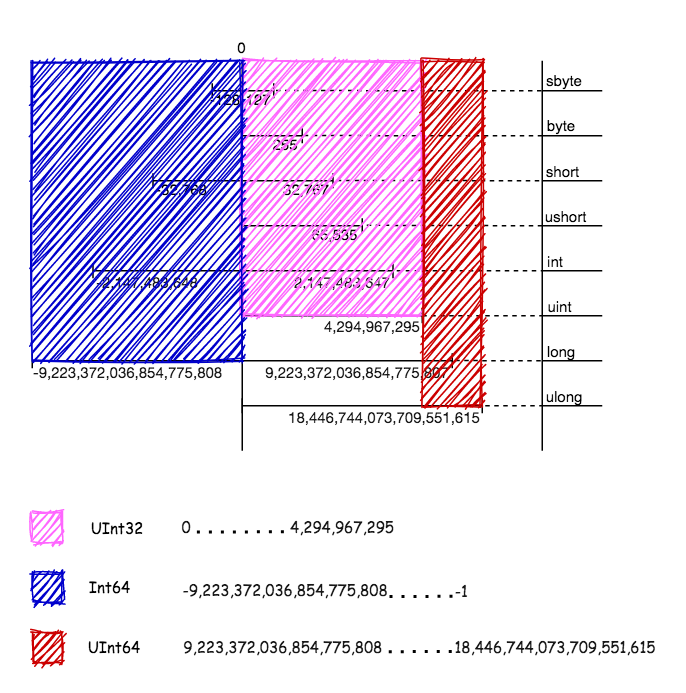 0
sbyte
-128 127
byte
255
short
-32,768 32,767
ushort
65,535
int
-2,147,483,648 2,147,483,647
uint
4,294,967,295
long
-9,223,372,036,854,775,808 9,223,372,036,854,775,807
ulong
18,446,744,073,709,551,615
UInt32 0 . . . . . . . . 4,294,967,295
Int64 -9,223,372,036,854,775,808 . . . . . . -1
UInt64 9,223,372,036,854,775,808 . . . . . . 18,446,744,073,709,551,615